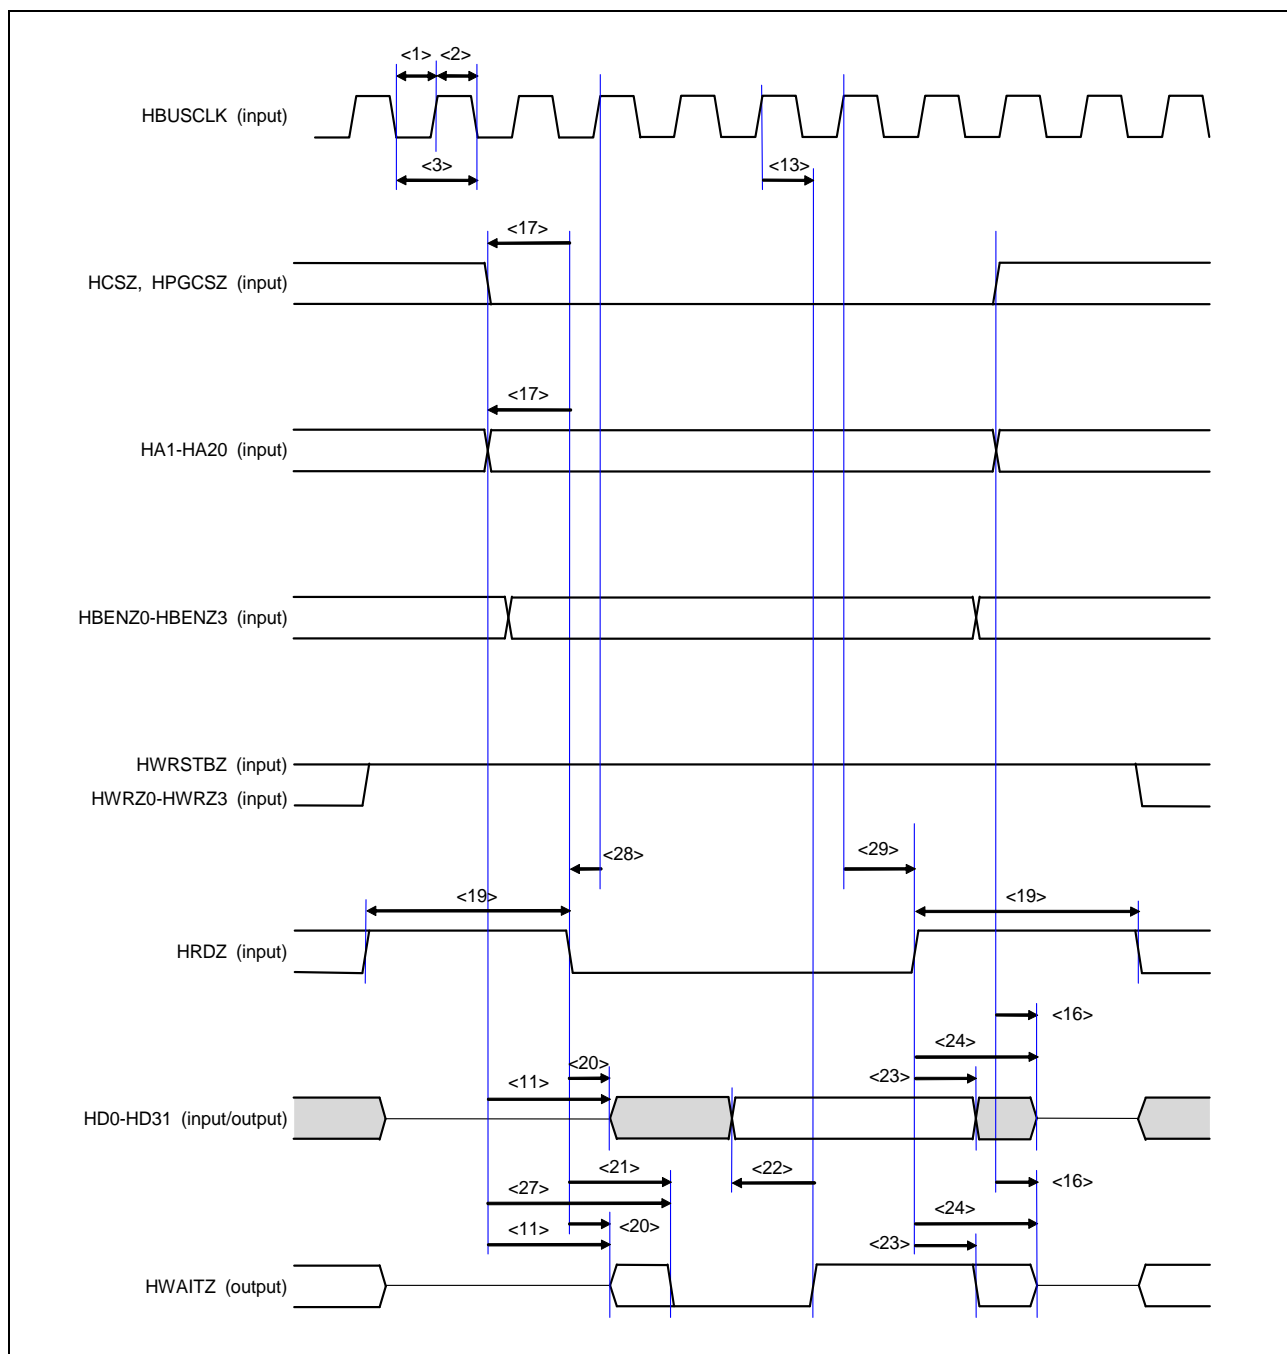 <1> <2>
HBUSCLK (input)
<3> <13>
<17>
HCSZ, HPGCSZ (input)
<17>
HA1-HA20 (input)
HBENZ0-HBENZ3 (input)
HWRSTBZ (input)
HWRZ0-HWRZ3 (input)
<28> <29>
<19> <19>
HRDZ (input)
<16>
<24>
<20> <23>
<11>
HD0-HD31 (input/output)
<21> <22> <16>
<27>
<24>
<20>
<11> <23>
HWAITZ (output)